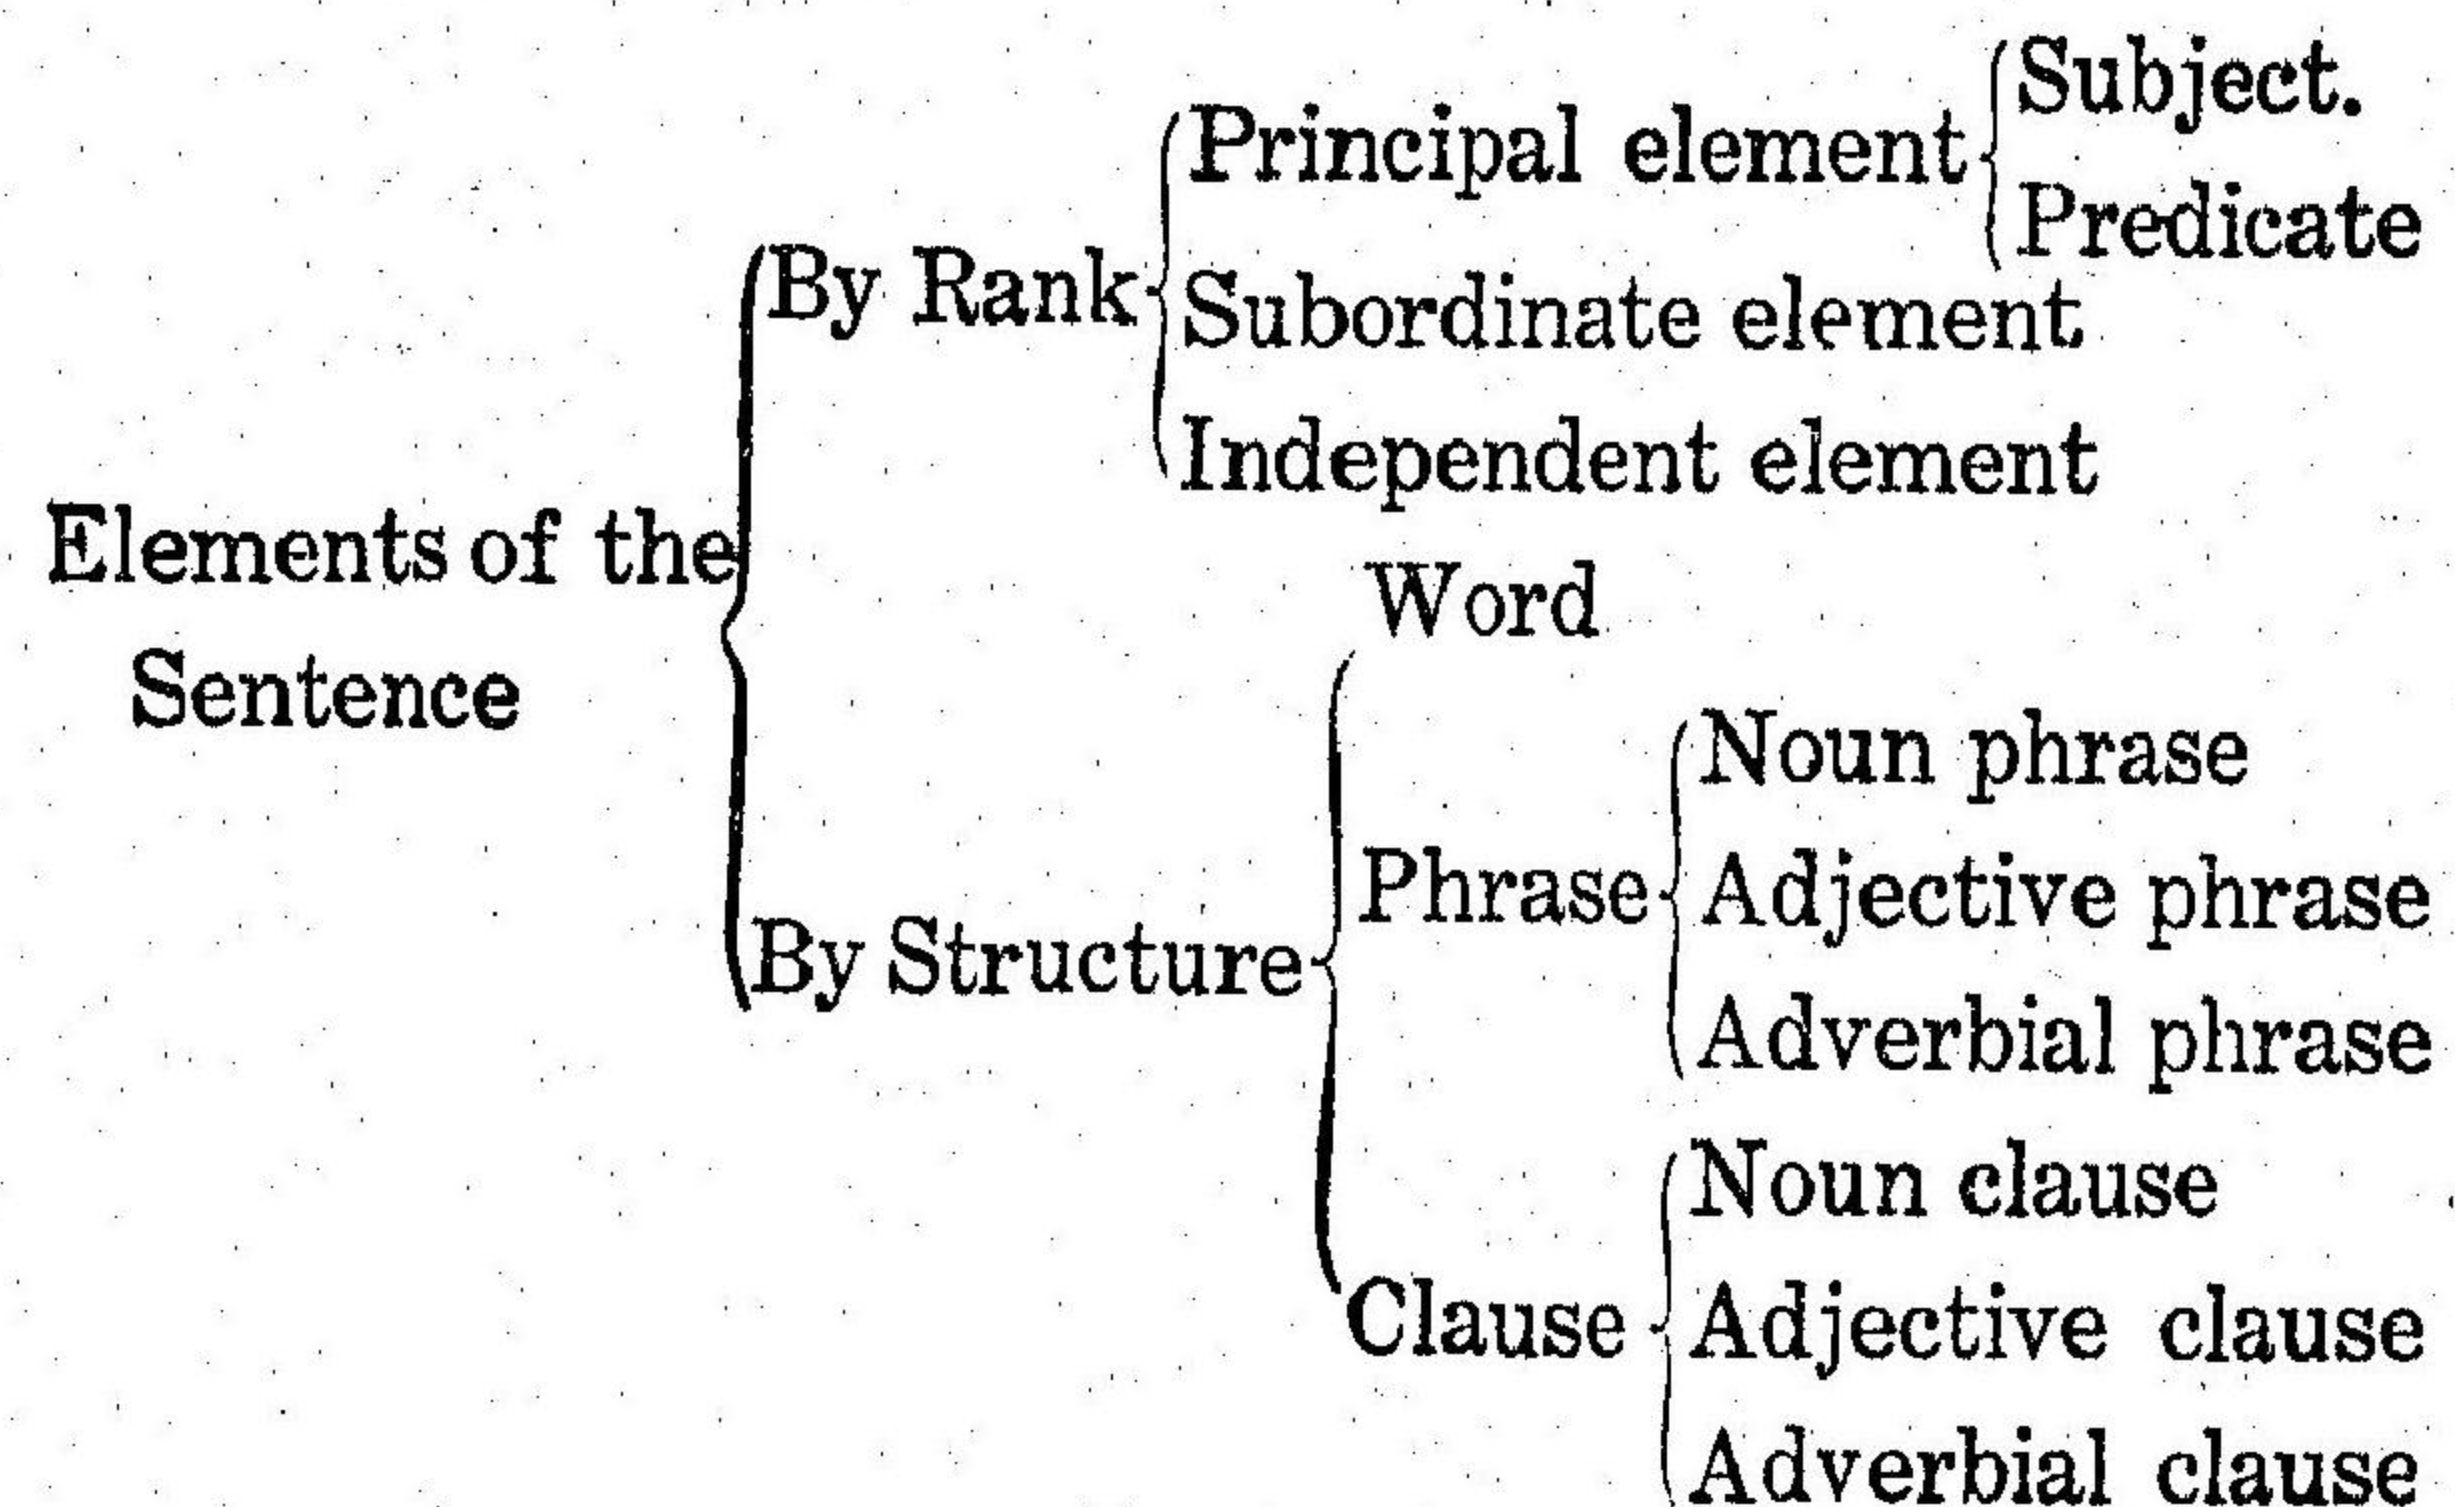 Subject.
Principal element
Predicate
By Rank
Subordinate element
Independent element
Elements of the
Sentence
Word
Noun phrase
Phrase
Adjective phrase
By Structure
Adverbial phrase
Noun clause
Clause
Adjective clause
Adverbial clause